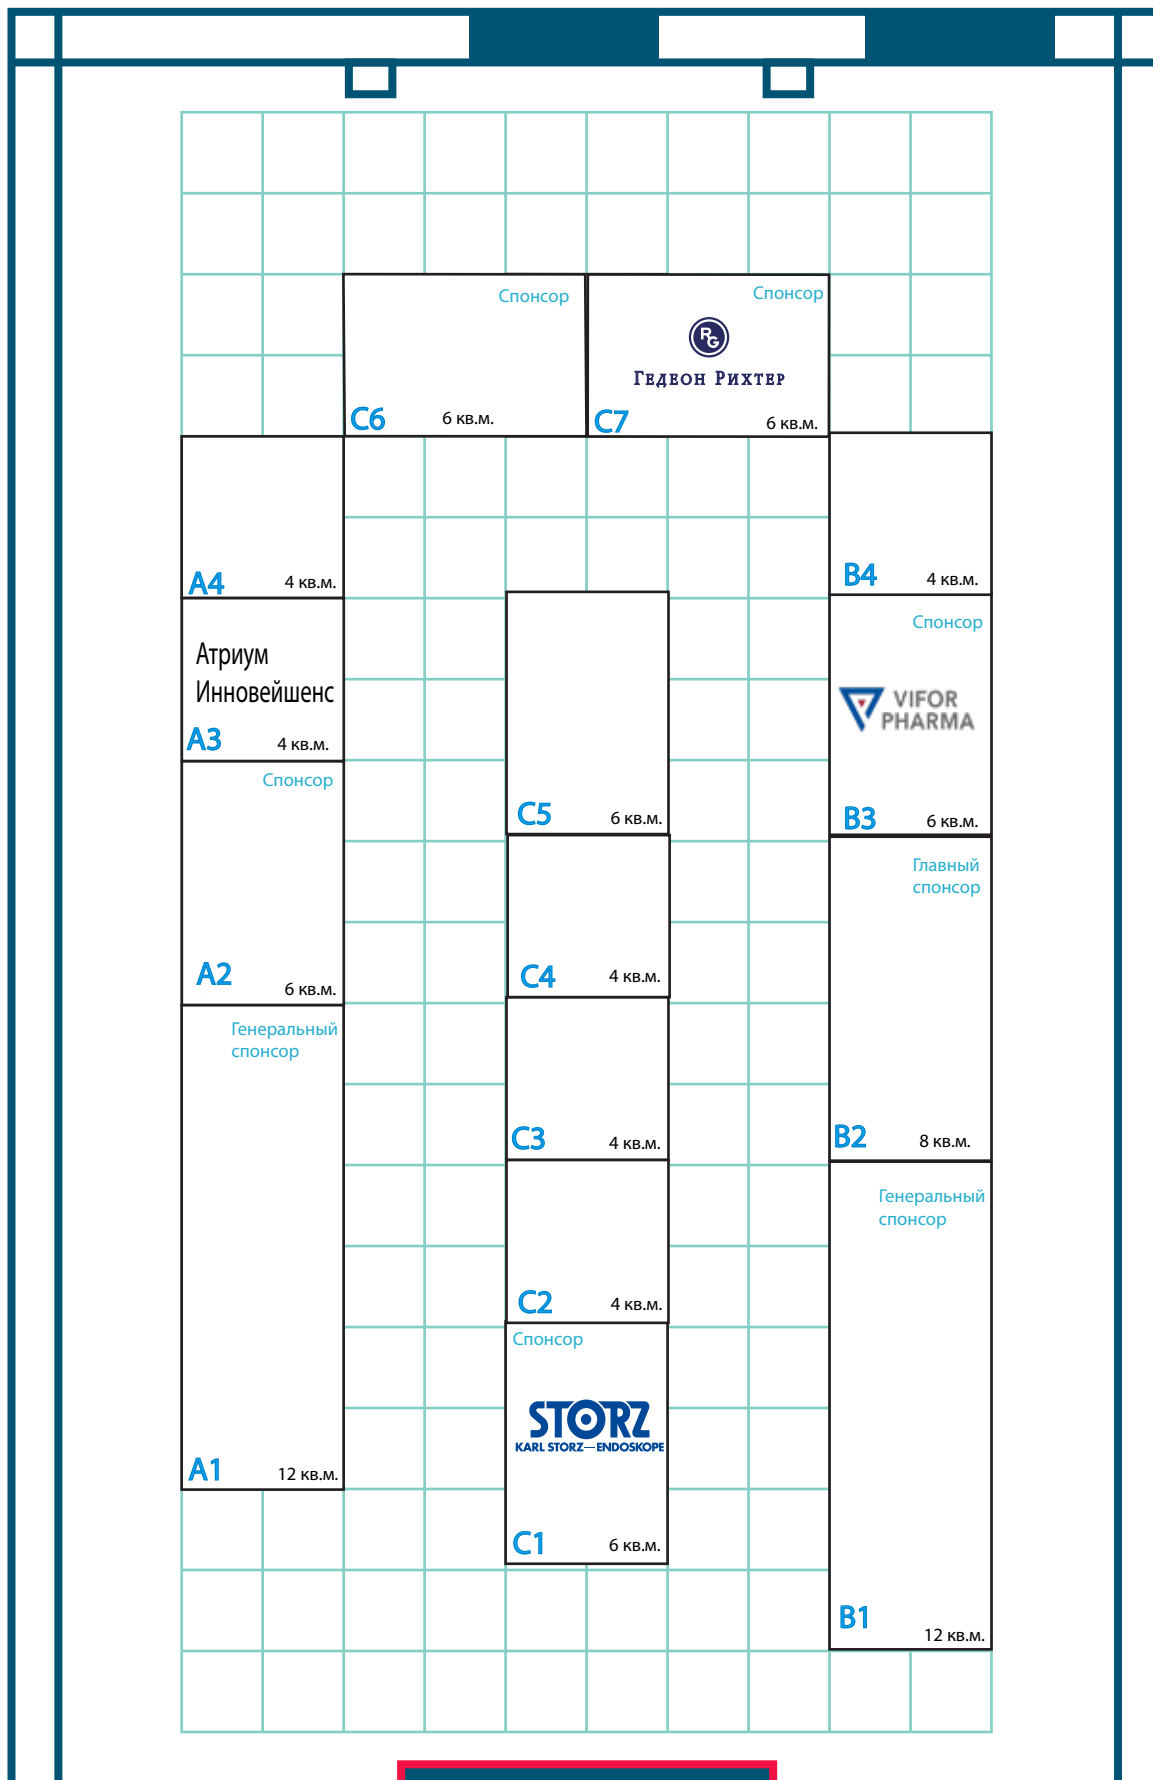 Спонсор
C6
6 кв.м.
Спонсор
RG
Гедеон Рихтер
C7
6 кв.м.
A4
4 кв.м.
B4
4 кв.м.
Атриум
Инновейшенс
A3
4 кв.м.
C5
6 кв.м.
Спонсор
VIFOR
PHARMA
B3
6 кв.м.
Спонсор
A2
6 кв.м.
C4
4 кв.м.
Главный
спонсор
B2
8 кв.м.
Генеральный
спонсор
A1
12 кв.м.
C3
4 кв.м.
C2
4 кв.м.
Спонсор
STORZ
KARL STORZ—ENDOSKOPE
C1
6 кв.м.
Генеральный
спонсор
B1
12 кв.м.